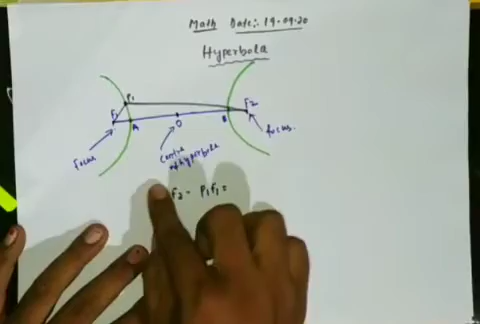 Math Date:- 19.09.20
Hyperbola
P₁
F₁ A O B F₂
focus centre of hyperbola focus.
F₂ - P₁F₁ =